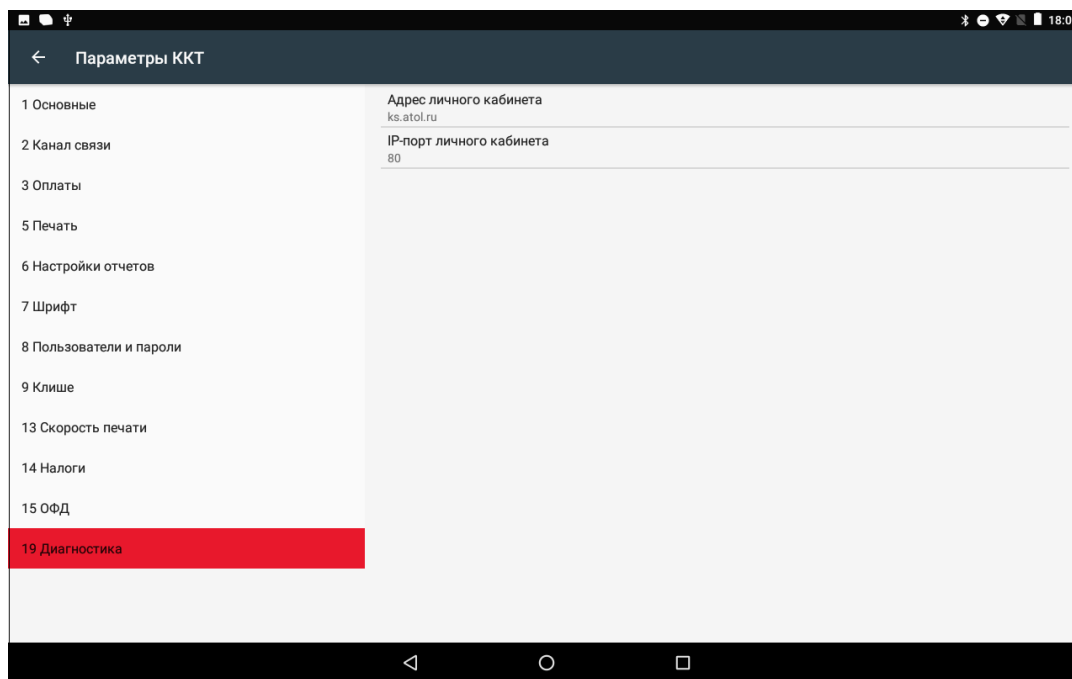 18:0
Параметры ККТ
1 Основные
2 Канал связи
3 Оплаты
5 Печать
6 Настройки отчетов
7 Шрифт
8 Пользователи и пароли
9 Клише
13 Скорость печати
14 Налоги
15 ОФД
19 Диагностика
Адрес личного кабинета
ks.atol.ru
IP-порт личного кабинета
80